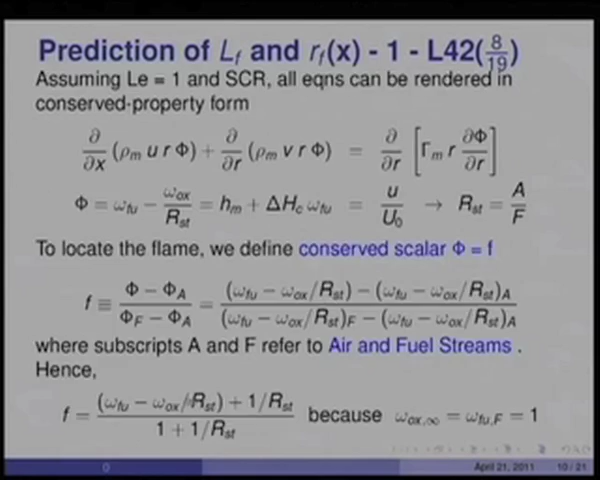 Prediction of L_f and r_f(x) - 1 - L42(8/19)
Assuming Le = 1 and SCR, all eqns can be rendered in
conserved-property form
∂/∂x (ρ_m u r Φ) + ∂/∂r (ρ_m v r Φ) = ∂/∂r [Γ_m r ∂Φ/∂r]
Φ = ω_fu − ω_ox/R_st = h_m + ΔH_c ω_fu = u/U_0 → R_st = A/F
To locate the flame, we define conserved scalar Φ = f
f ≡ (Φ − Φ_A)/(Φ_F − Φ_A) = ((ω_fu − ω_ox/R_st) − (ω_fu − ω_ox/R_st)_A)/((ω_fu − ω_ox/R_st)_F − (ω_fu − ω_ox/R_st)_A)
where subscripts A and F refer to Air and Fuel Streams .
Hence,
f = ((ω_fu − ω_ox/R_st) + 1/R_st)/(1 + 1/R_st) because ω_ox,∞ = ω_fu,F = 1
()
April 21, 2011 10 / 21